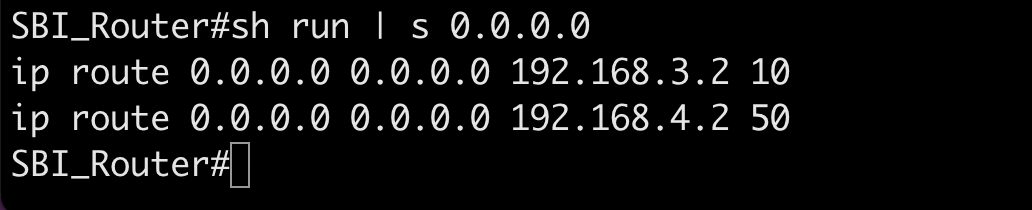 SBI_Router#sh run | s 0.0.0.0
ip route 0.0.0.0 0.0.0.0 192.168.3.2 10
ip route 0.0.0.0 0.0.0.0 192.168.4.2 50
SBI_Router#